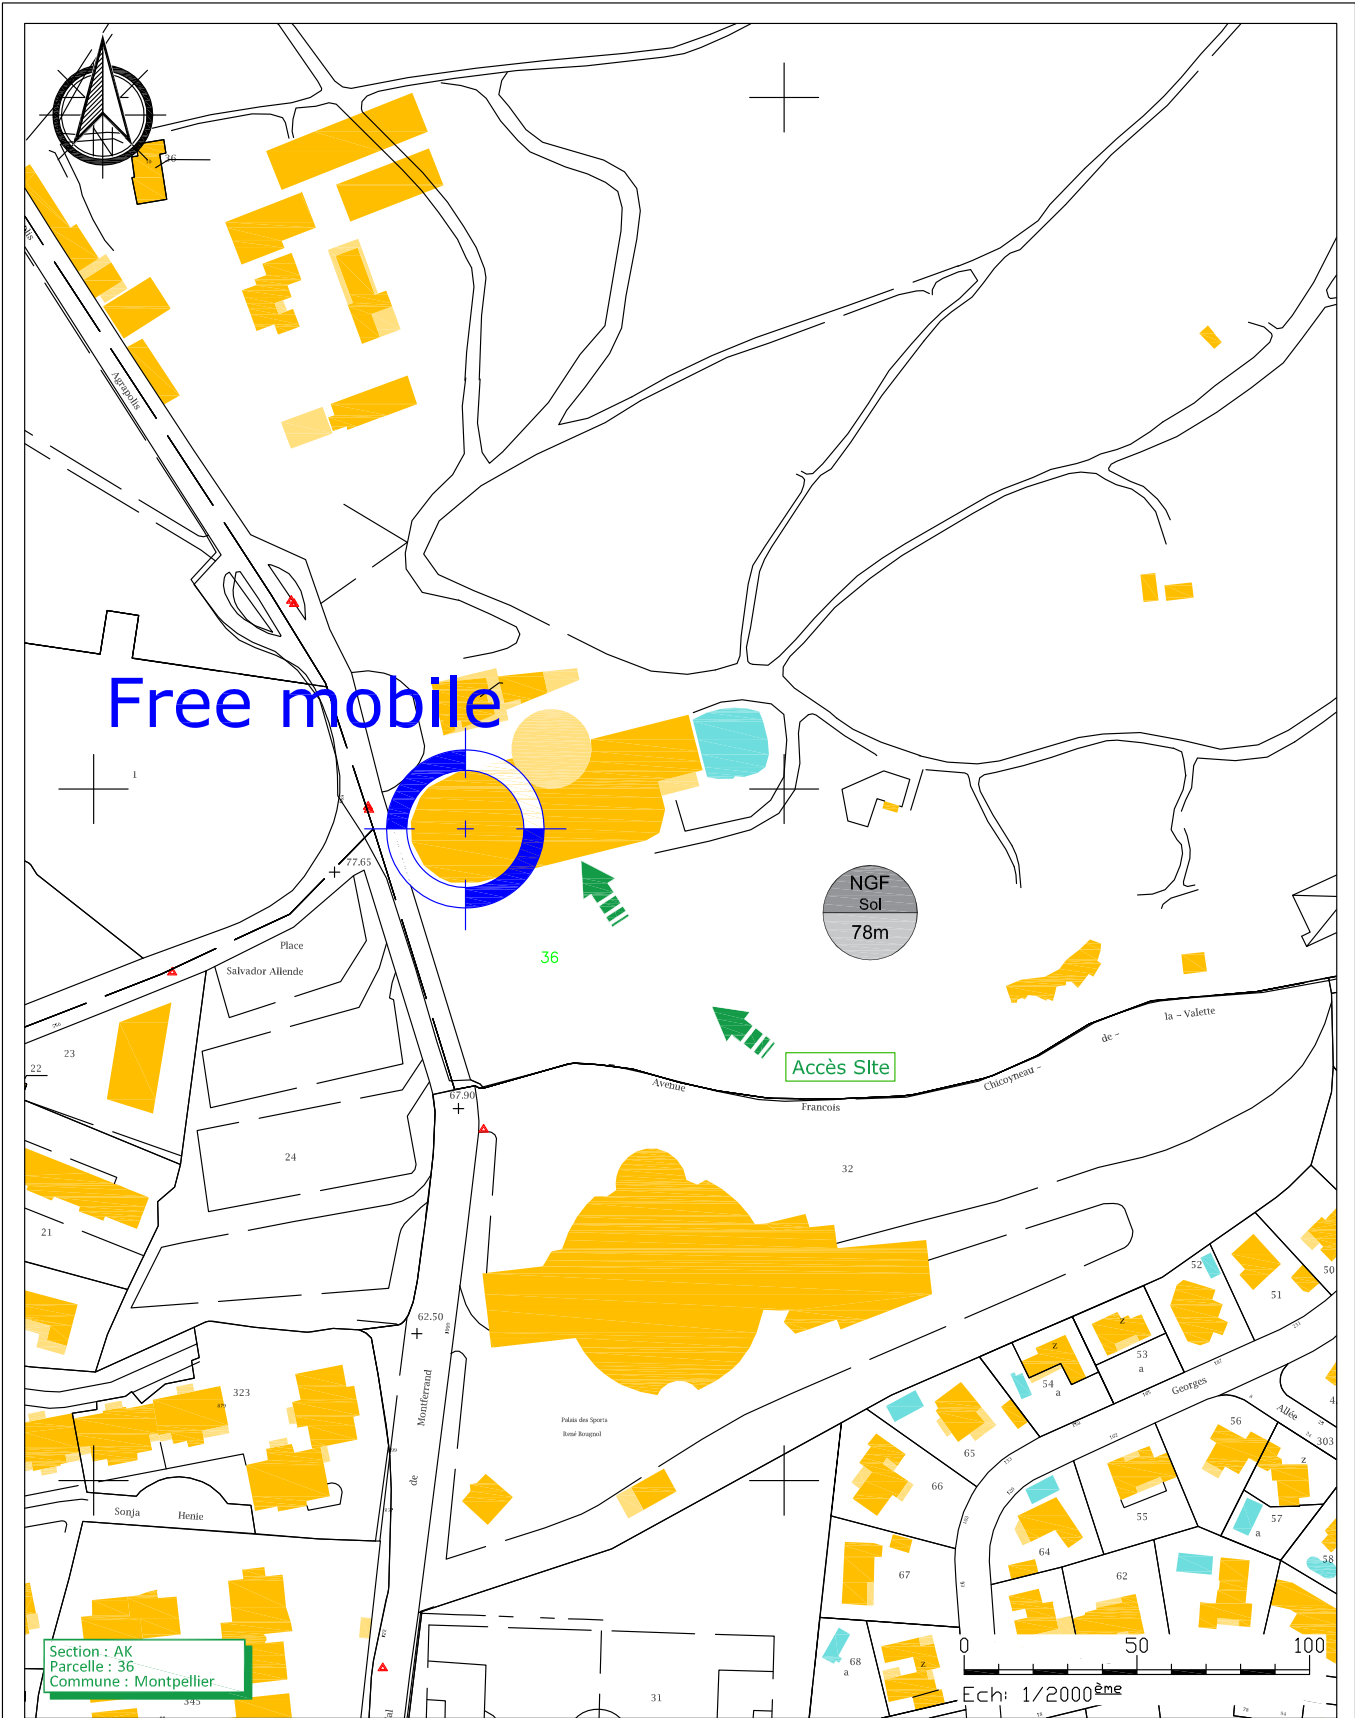 36
Agrapolis
Free mobile
1
77.65
NGF
Sol
78m
Place
Salvador Allende
36
23
22
la - Valette
de -
Accès SIte
Chicoyneau -
Avenue
Francois
67.90
24
32
21
62.50
52
50
51
53
a
z
z
54
a
Georges
Montferrand
de
323
Palais des Sports
René Bougnol
Allée
56
303
65
66
z
55
57
a
Sonja
Henie
64
58
67
62
68
a
z
31
345
Section : AK
Parcelle : 36
Commune : Montpellier
0 50 100
Ech: 1/2000ème